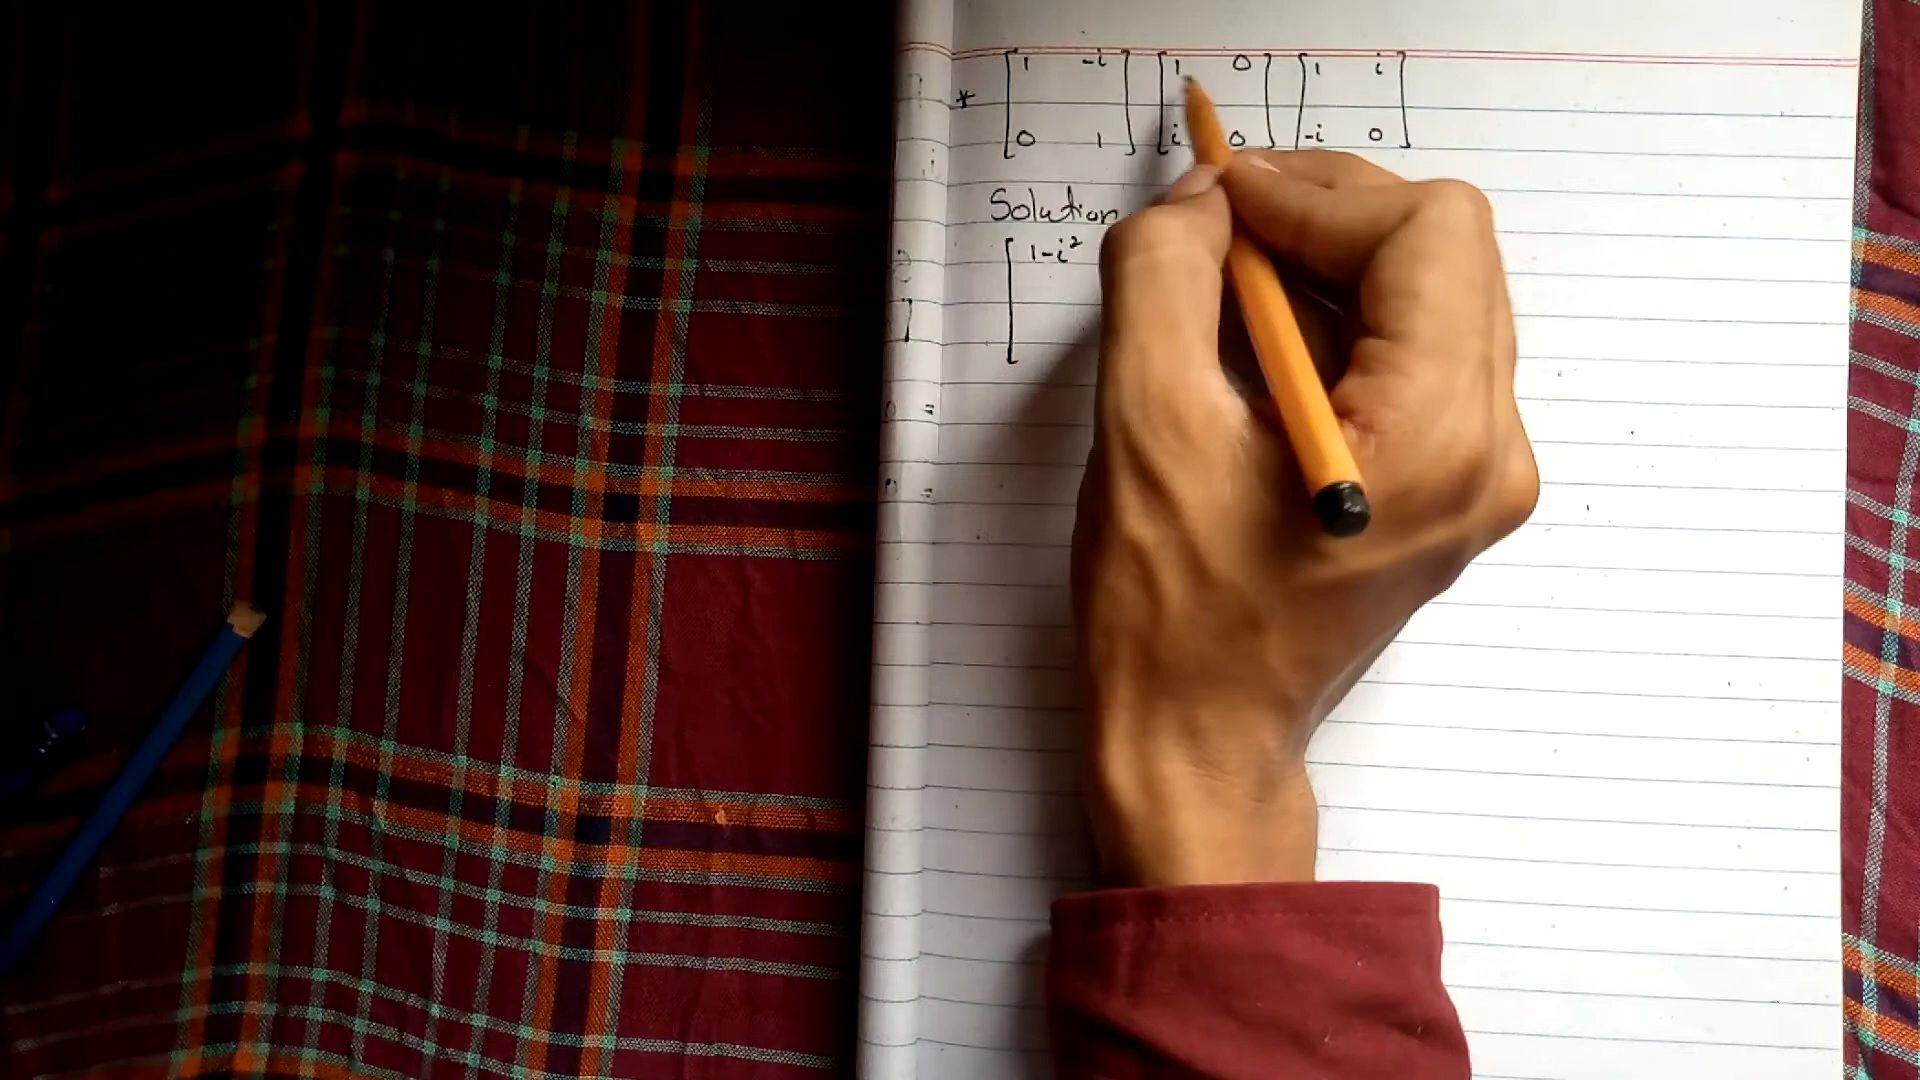 * [1 -i] [1 0] [1 i]
[0 1] [i 0] [-i 0]
Solution
[1-i²